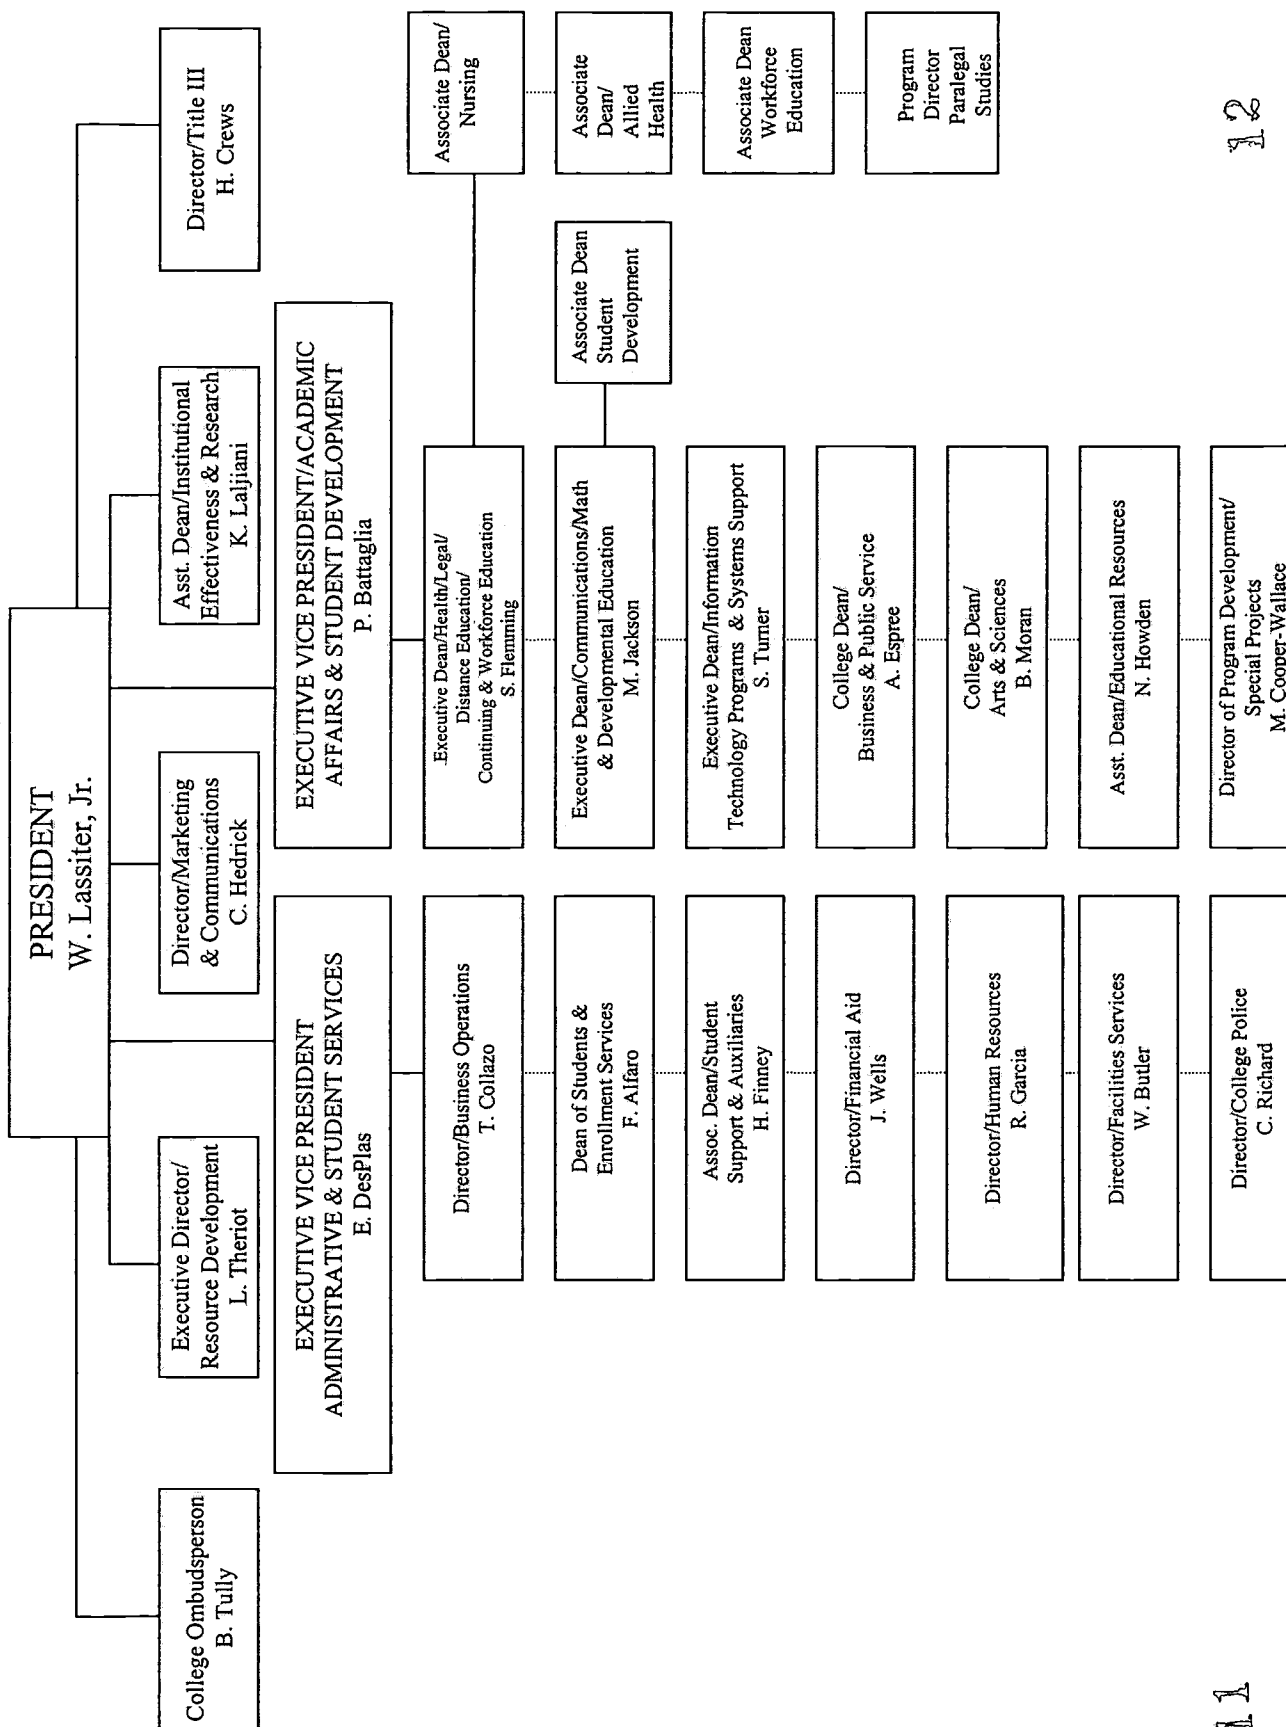 PRESIDENT
W. Lassiter, Jr.
College Ombudsperson
B. Tully
Executive Director/
Resource Development
L. Theriot
Director/Marketing
& Communications
C. Hedrick
Asst. Dean/Institutional
Effectiveness & Research
K. Laljiani
Director/Title III
H. Crews
EXECUTIVE VICE PRESIDENT
ADMINISTRATIVE & STUDENT SERVICES
E. DesPlas
EXECUTIVE VICE PRESIDENT/ACADEMIC
AFFAIRS & STUDENT DEVELOPMENT
P. Battaglia
Director/Business Operations
T. Collazo
Dean of Students &
Enrollment Services
F. Alfaro
Assoc. Dean/Student
Support & Auxiliaries
H. Finney
Director/Financial Aid
J. Wells
Director/Human Resources
R. Garcia
Director/Facilities Services
W. Butler
Director/College Police
C. Richard
Executive Dean/Health/Legal/
Distance Education/
Continuing & Workforce Education
S. Flemming
Executive Dean/Communications/Math
& Developmental Education
M. Jackson
Executive Dean/Information
Technology Programs & Systems Support
S. Turner
College Dean/
Business & Public Service
A. Espree
College Dean/
Arts & Sciences
B. Moran
Asst. Dean/Educational Resources
N. Howden
Director of Program Development/
Special Projects
M. Cooper-Wallace
Associate Dean
Student
Development
Associate Dean/
Nursing
Associate
Dean/
Allied
Health
Associate Dean
Workforce
Education
Program
Director
Paralegal
Studies
11
12